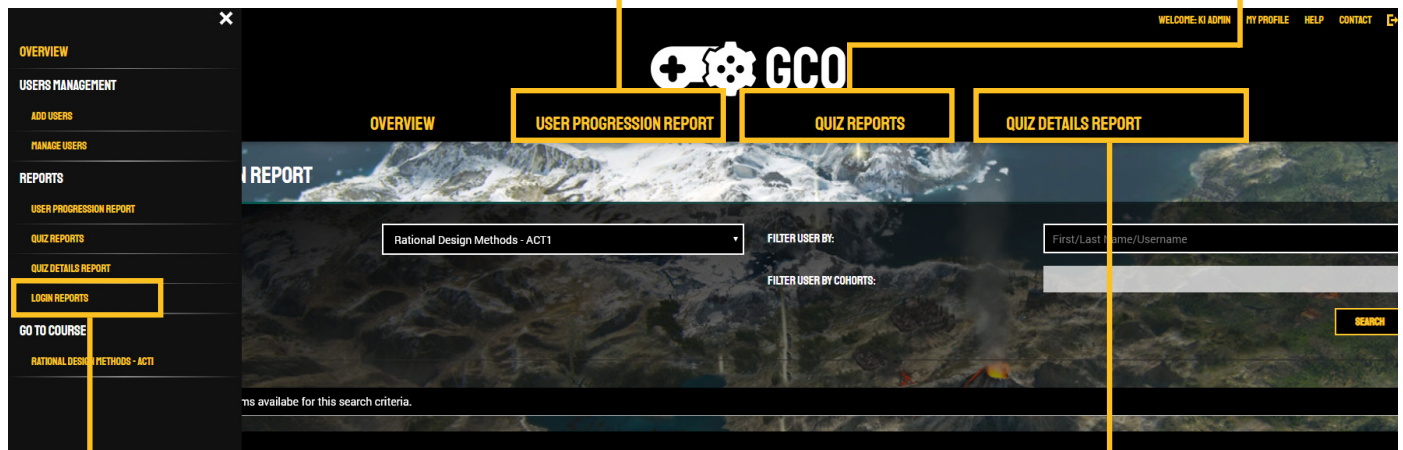 WELCOME: KI ADMIN MY PROFILE HELP CONTACT
GCO
OVERVIEW USER PROGRESSION REPORT QUIZ REPORTS QUIZ DETAILS REPORT
OVERVIEW
USERS MANAGEMENT
ADD USERS
MANAGE USERS
REPORTS
USER PROGRESSION REPORT
QUIZ REPORTS
QUIZ DETAILS REPORT
LOGIN REPORTS
GO TO COURSE
RATIONAL DESIGN METHODS - ACT1
N REPORT
Rational Design Methods - ACT1
FILTER USER BY:
First/Last Name/Username
FILTER USER BY COHORTS:
SEARCH
ms availabe for this search criteria.